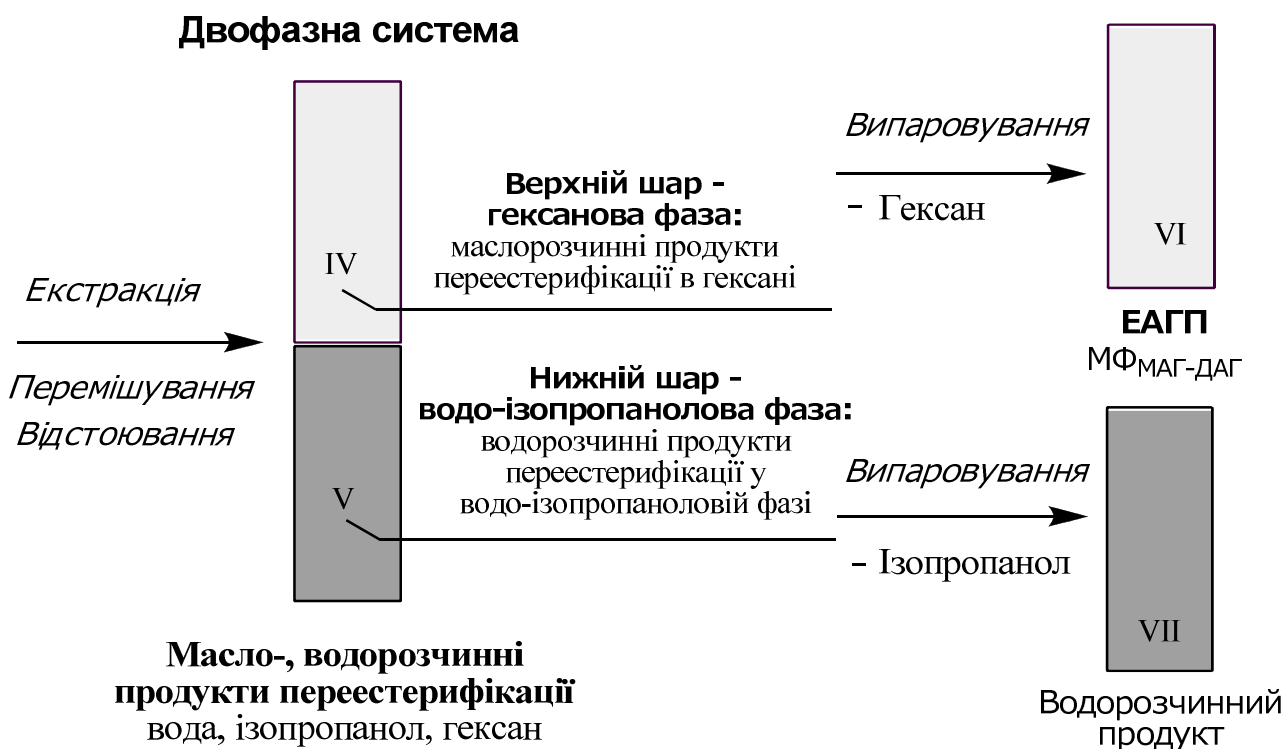 Двофазна система
Екстракція
Перемішування
Відстоювання
IV
V
Верхній шар -
гексанова фаза:
маслорозчинні продукти
переестерифікації в гексані
Нижній шар -
водо-ізопропанолова фаза:
водорозчинні продукти
переестерифікації у
водо-ізопропаноловій фазі
Масло-, водорозчинні
продукти переестерифікації
вода, ізопропанол, гексан
Випаровування
- Гексан
VI
ЕАГП
МФМАГ-ДАГ
Випаровування
- Ізопропанол
VII
Водорозчинний
продукт